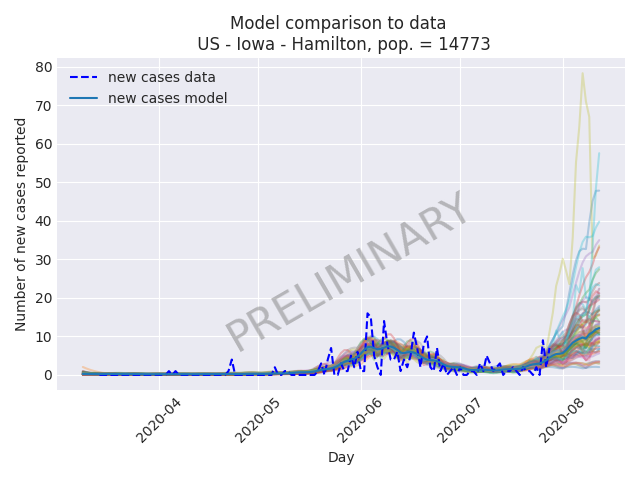 Model comparison to data
US - Iowa - Hamilton, pop. = 14773
80
70
60
50
40
30
20
10
0
Number of new cases reported
new cases data
new cases model
PRELIMINARY
2020-04
2020-05
2020-06
2020-07
2020-08
Day